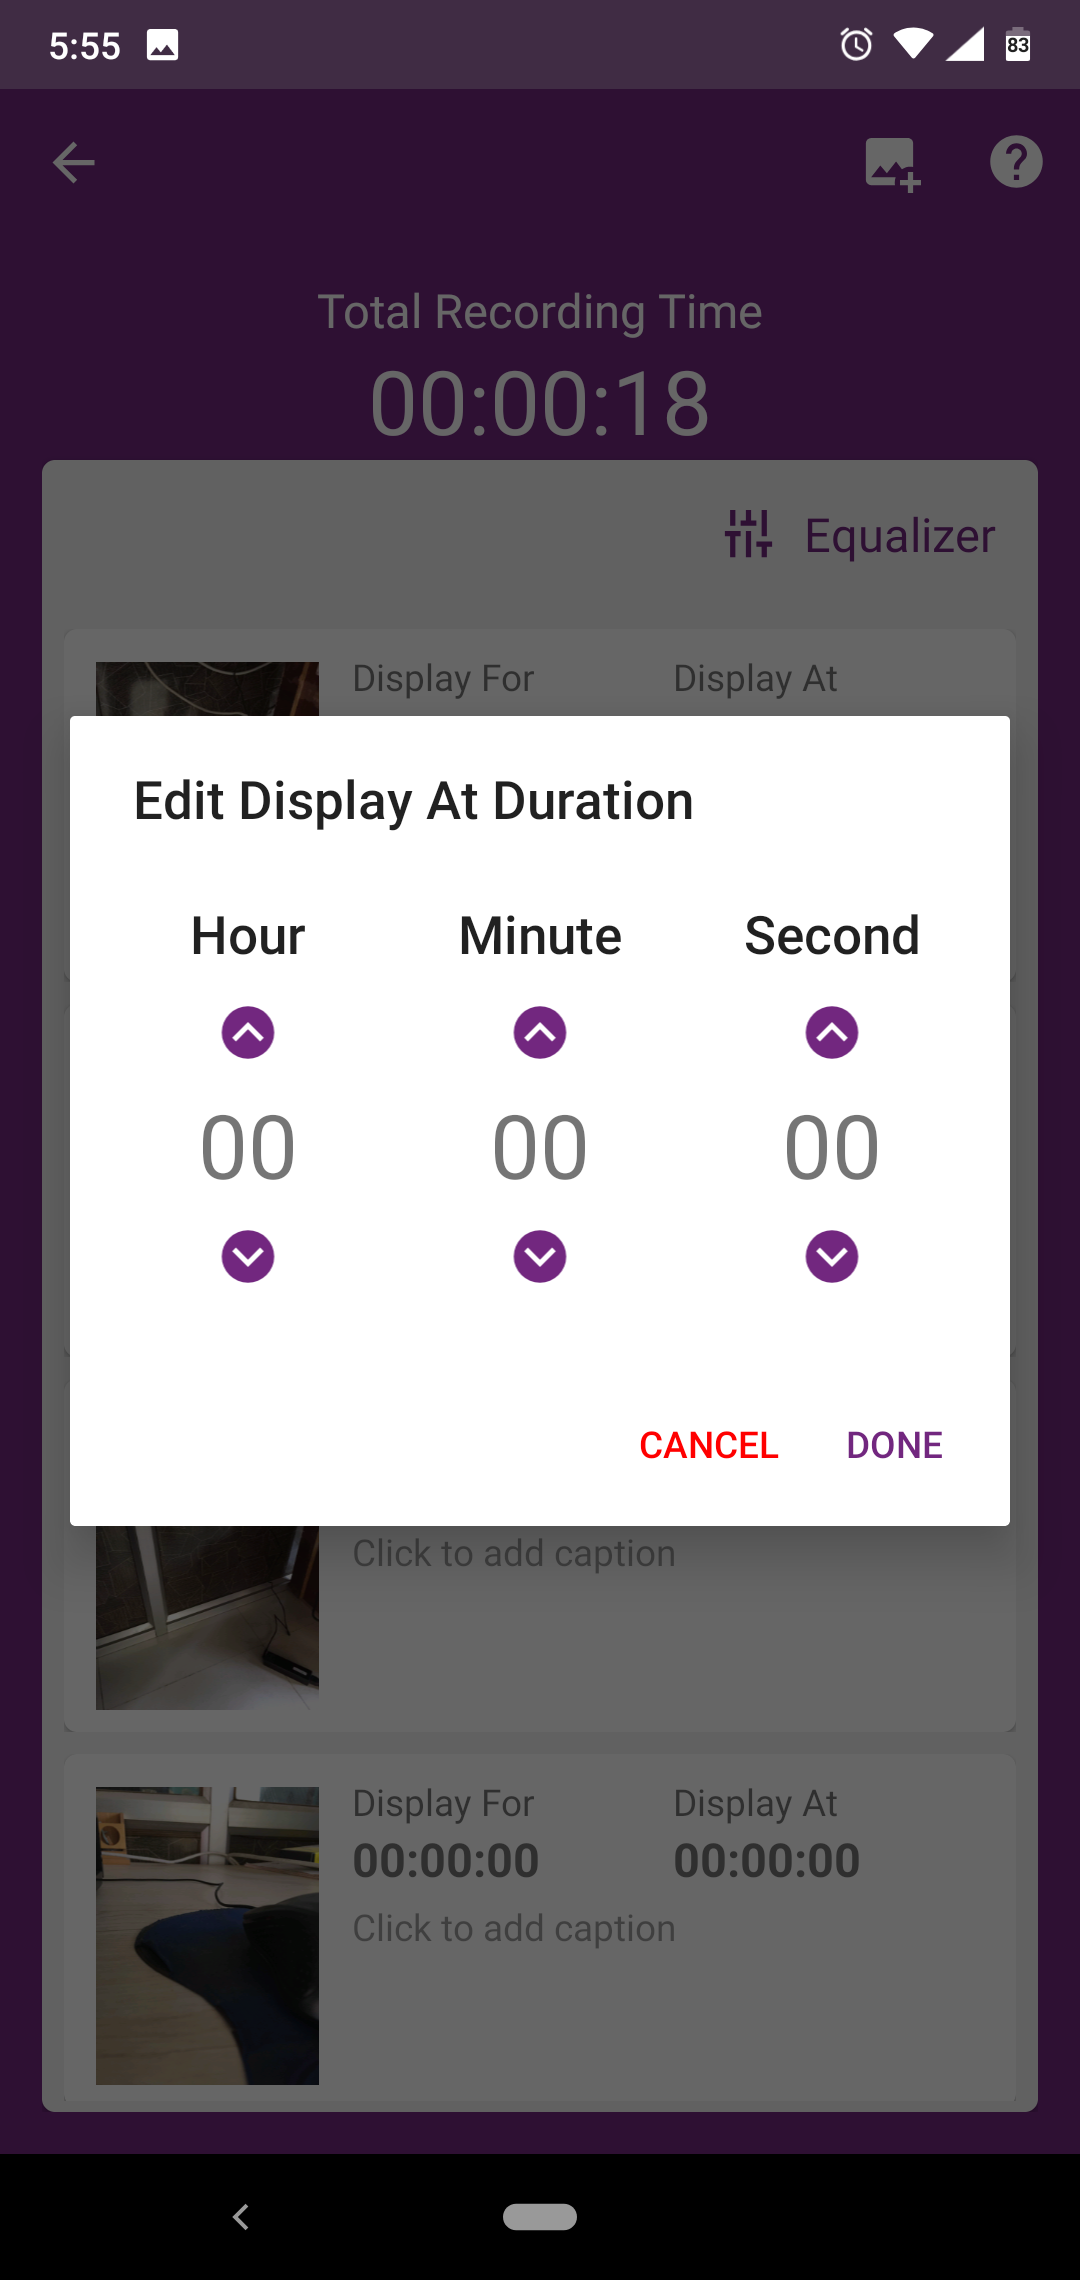 5:55
83
Total Recording Time
00:00:18
Equalizer
Display For Display At
Edit Display At Duration
Hour Minute Second
00 00 00
CANCEL DONE
Click to add caption
Display For Display At
00:00:00 00:00:00
Click to add caption